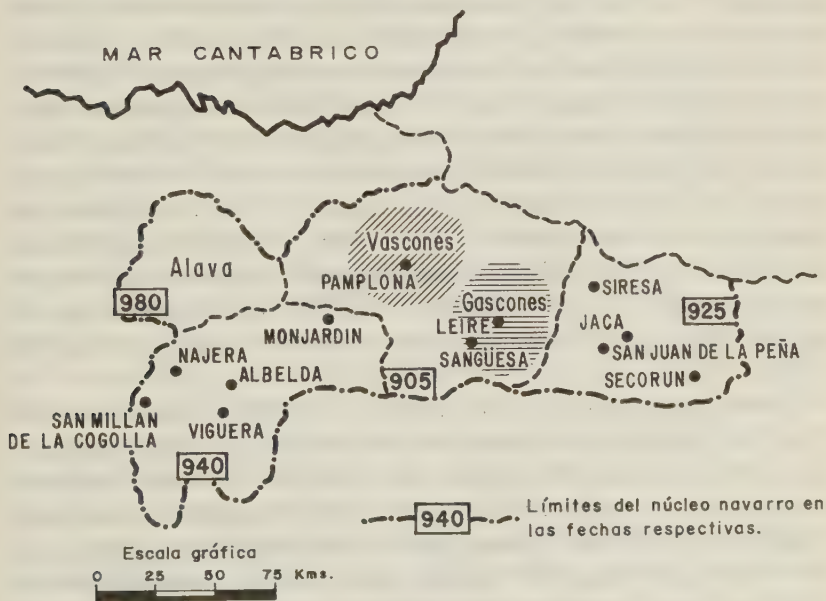 MAR CANTABRICO
Vascones
Alava
PAMPLONA
SIRESA
980
Gascones
925
LEIRE
JACA
MONJARDIN
SANGÜESA
SAN JUAN DE LA PEÑA
NAJERA
905
SECORUN
ALBELDA
SAN MILLAN
DE LA COGOLLA
VIGUERA
940
940
Límites del núcleo navarro en
las fechas respectivas.
Escala gráfica
0 25 50 75 Kms.